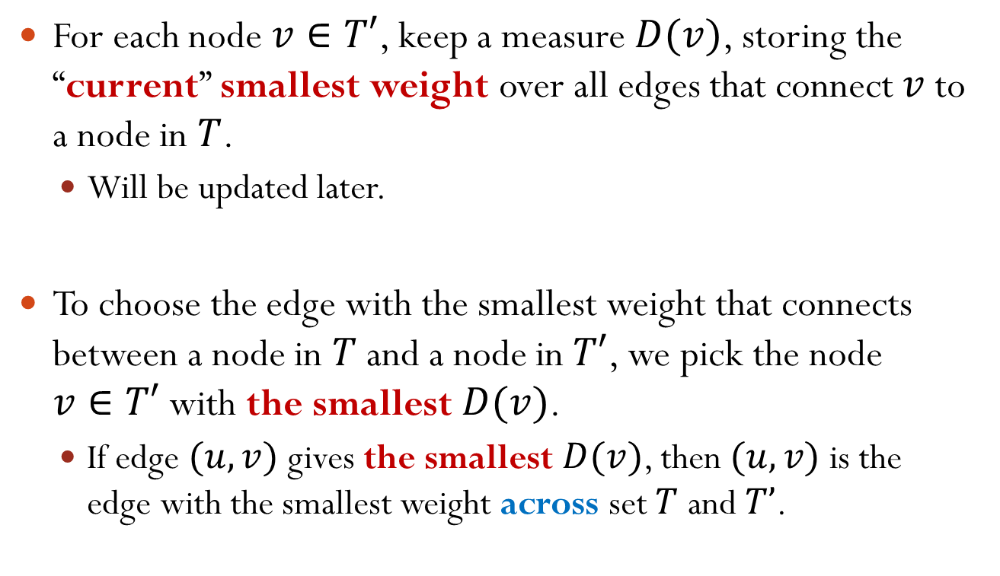 • For each node 𝑣 ∈ 𝑇′, keep a measure 𝐷(𝑣), storing the
“current” smallest weight over all edges that connect 𝑣 to
a node in 𝑇.
• Will be updated later.
• To choose the edge with the smallest weight that connects
between a node in 𝑇 and a node in 𝑇′, we pick the node
𝑣 ∈ 𝑇′ with the smallest 𝐷(𝑣).
• If edge (𝑢, 𝑣) gives the smallest 𝐷(𝑣), then (𝑢, 𝑣) is the
edge with the smallest weight across set 𝑇 and 𝑇’.